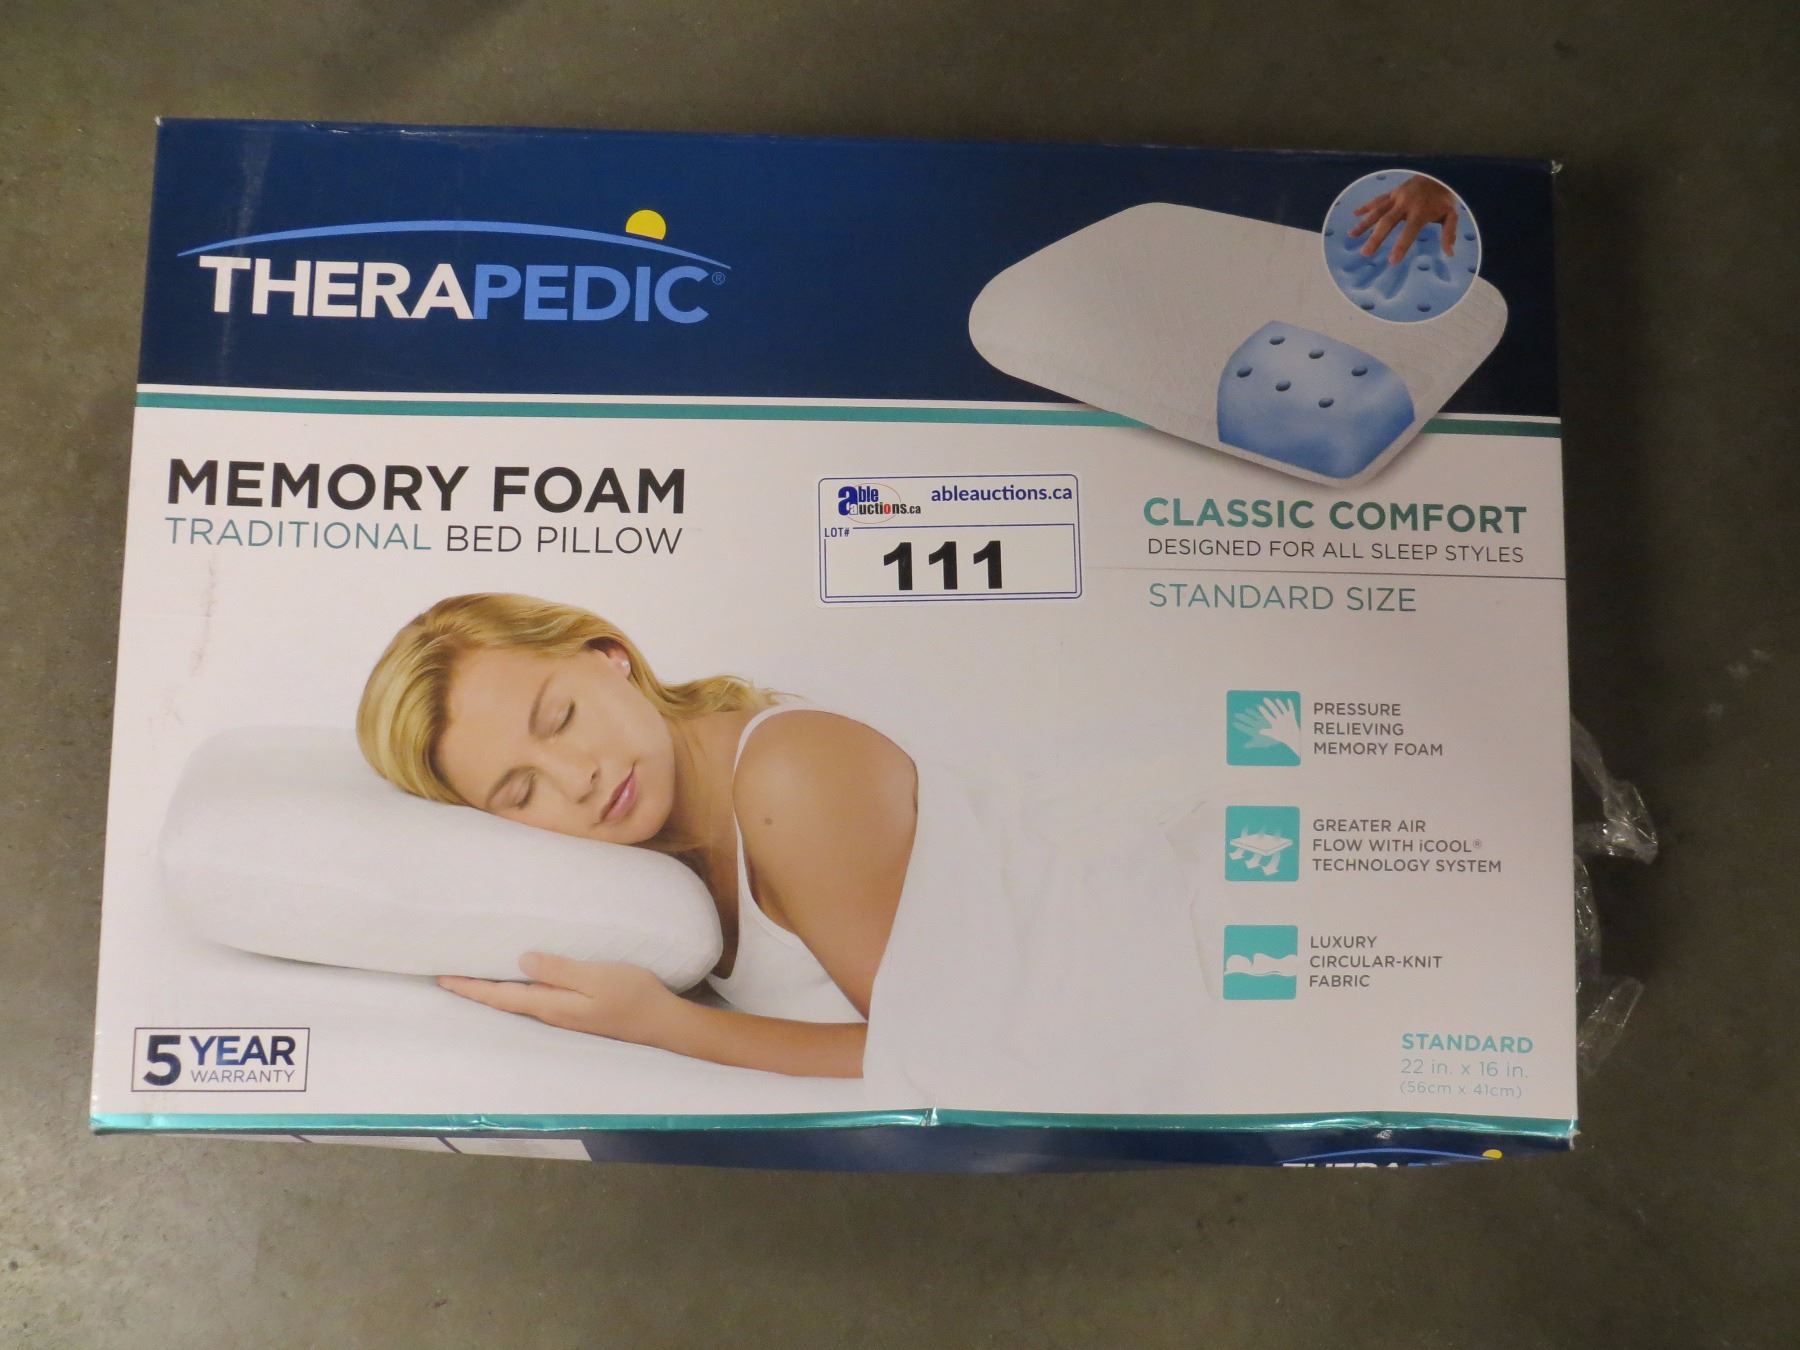 THERAPEDIC®
MEMORY FOAM
TRADITIONAL BED PILLOW
able auctions.ca
ableauctions.ca
LOT#
111
CLASSIC COMFORT
DESIGNED FOR ALL SLEEP STYLES
STANDARD SIZE
PRESSURE
RELIEVING
MEMORY FOAM
GREATER AIR
FLOW WITH iCOOL®
TECHNOLOGY SYSTEM
LUXURY
CIRCULAR-KNIT
FABRIC
5 YEAR
WARRANTY
STANDARD
22 in. x 16 in.
(56cm x 41cm)